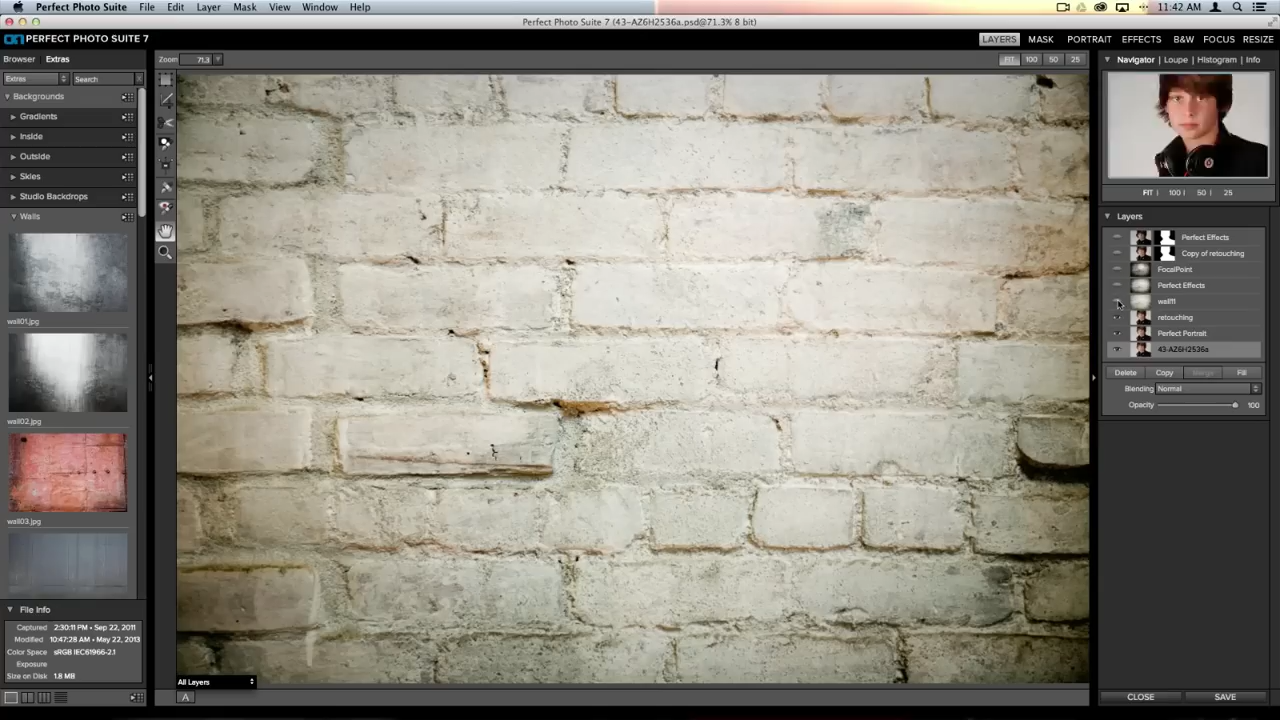 Perfect Photo Suite 7 File Edit Layer Mask View Window Help 11:42 AM
Perfect Photo Suite 7 (43-AZ6H2536a.psd@71.3% 8 bit)
on PERFECT PHOTO SUITE 7 LAYERS MASK PORTRAIT EFFECTS B&W FOCUS RESIZE
Browser Extras Zoom 71.3 FIT 100 50 25 Navigator | Loupe | Histogram | Info
Extras Search
Backgrounds
Gradients
Inside
Outside
Skies
Studio Backdrops
Walls
wall01.jpg
wall02.jpg
wall03.jpg
File Info
Captured 2:30:11 PM • Sep 22, 2011
Modified 10:47:28 AM • May 22, 2013
Color Space sRGB IEC61966-2.1
Exposure
Size on Disk 1.8 MB
All Layers
A
FIT | 100 | 50 | 25
Layers
Perfect Effects
Copy of retouching
FocalPoint
Perfect Effects
wall11
retouching
Perfect Portrait
43-AZ6H2536a
Delete Copy Merge Fill
Blending Normal
Opacity 100
CLOSE SAVE